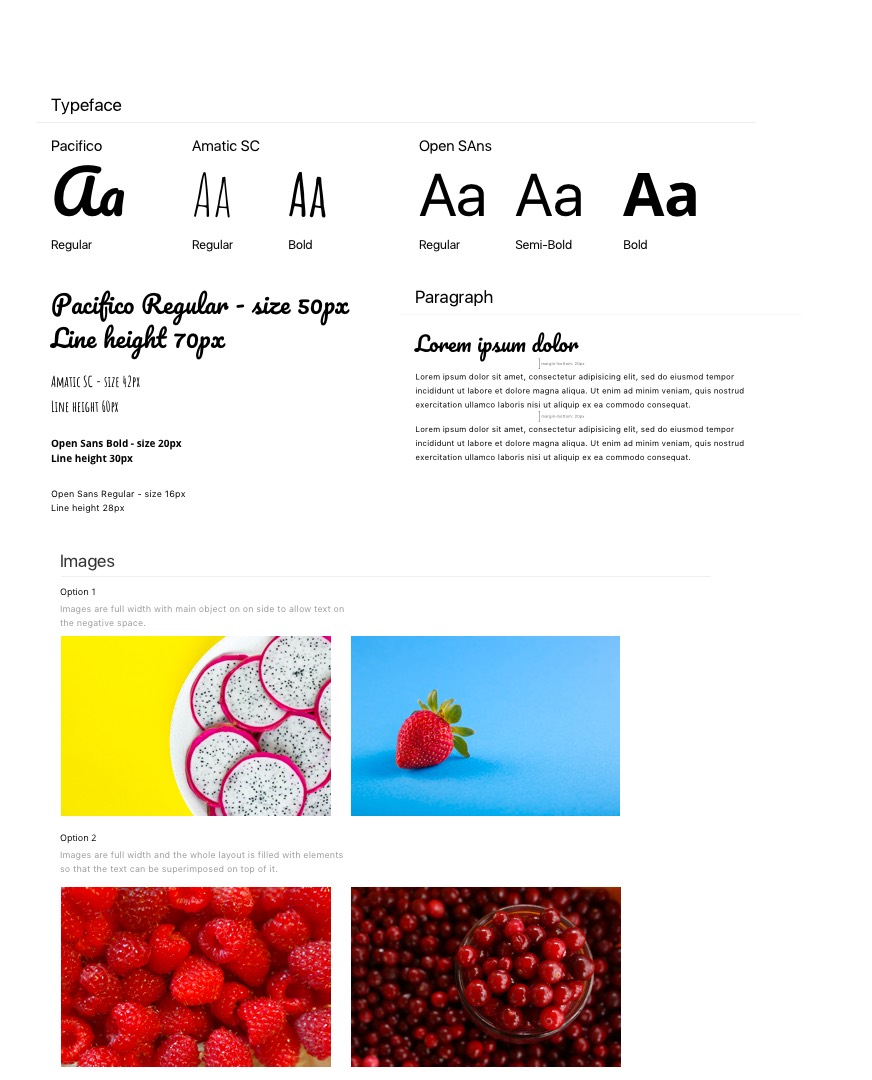 Typeface
Pacifico
Amatic SC
Open SAns
Aa
Aa
Aa
Aa
Aa
Aa
Regular
Regular
Bold
Regular
Semi-Bold
Bold
Pacifico Regular - size 50px
Line height 70px
Amatic SC - size 42px
Line height 60px
Open Sans Bold - size 20px
Line height 30px
Open Sans Regular - size 16px
Line height 28px
Paragraph
Lorem ipsum dolor
margin-bottom: 20px
Lorem ipsum dolor sit amet, consectetur adipisicing elit, sed do eiusmod tempor
incididunt ut labore et dolore magna aliqua. Ut enim ad minim veniam, quis nostrud
exercitation ullamco laboris nisi ut aliquip ex ea commodo consequat.
margin-bottom: 20px
Lorem ipsum dolor sit amet, consectetur adipisicing elit, sed do eiusmod tempor
incididunt ut labore et dolore magna aliqua. Ut enim ad minim veniam, quis nostrud
exercitation ullamco laboris nisi ut aliquip ex ea commodo consequat.
Images
Option 1
Images are full width with main object on on side to allow text on
the negative space.
Option 2
Images are full width and the whole layout is filled with elements
so that the text can be superimposed on top of it.